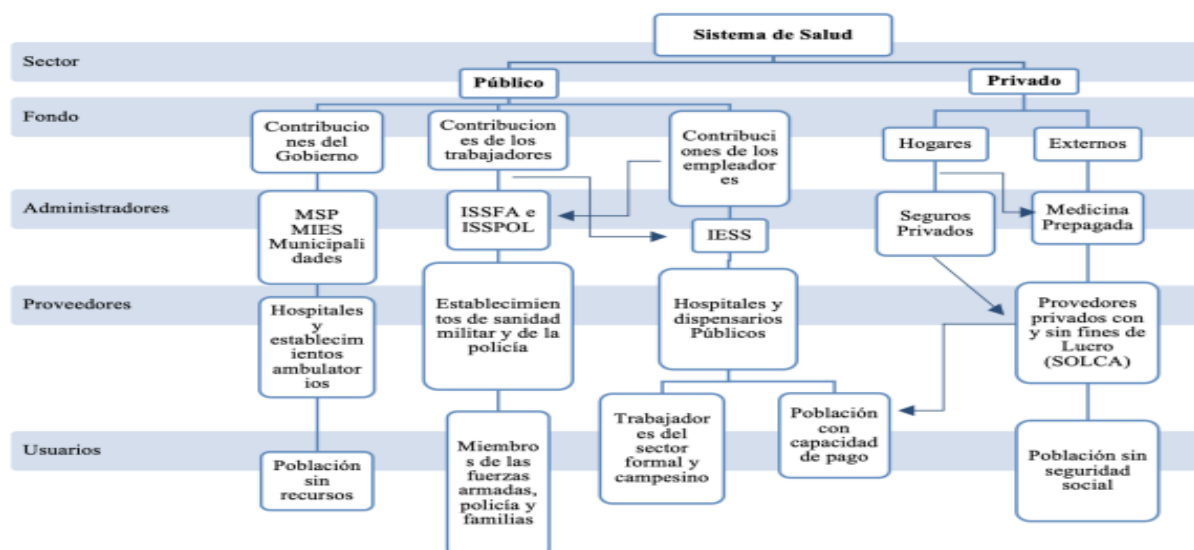 Sistema de Salud
Sector
Público
Privado
Fondo
Contribucio
nes del
Gobierno
Contribucion
es de los
trabajadores
Contribuci
ones de los
empleador
es
Hogares
Externos
Administradores
MSP
MIES
Municipali
dades
ISSFA e
ISSPOL
IESS
Seguros
Privados
Medicina
Prepagada
Proveedores
Hospitales
y
establecim
ientos
ambulator
ios
Establecimien
tos de sanidad
militar y de la
policía
Hospitales y
dispensarios
Públicos
Provedores
privados con
y sin fines de
Lucro
(SOLCA)
Usuarios
Población
sin
recursos
Miembro
s de las
fuerzas
armadas,
policía y
familias
Trabajador
es del
sector
formal y
campesino
Población
con
capacidad
de pago
Población sin
seguridad
social